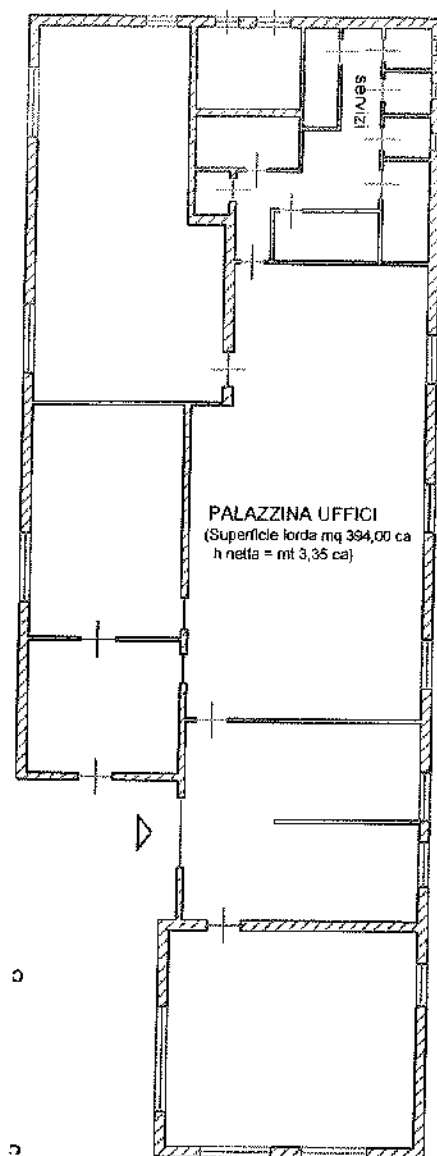 servizi
PALAZZINA UFFICI
(Superficie lorda mq 394,00 ca
h netta = mt 3,35 ca)